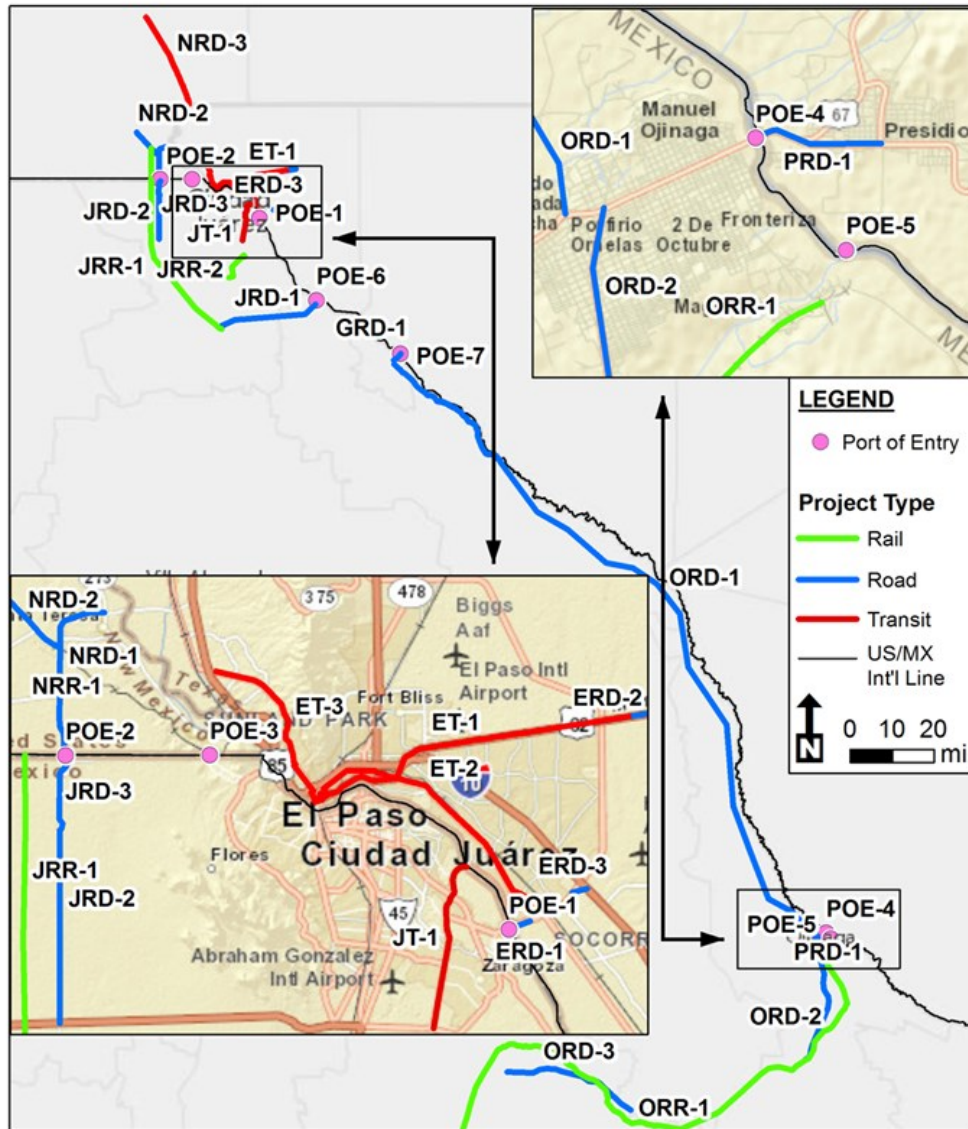 NRD-3
NRD-2
POE-2
ET-1
ERD-3
JRD-2
JRD-3
POE-1
JT-1
JRR-1
JRR-2
JRD-1
POE-6
GRD-1
POE-7
ORD-1
POE-5
POE-4
PRD-1
ORD-2
ORD-3
ORR-1
MEXICO
Manuel
Ojinaga
POE-4
67
Presidio
ORD-1
PRD-1
Porfirio
Ornelas
2 De
Octubre
Fronteriza
POE-5
ORD-2
ORR-1
LEGEND
Port of Entry
Project Type
Rail
Road
Transit
US/MX
Int'l Line
N
0 10 20
mi
NRD-2
375
478
Biggs
Aaf
NRD-1
New Mexico
Texas
El Paso Intl
Airport
NRR-1
ET-3
Fort Bliss
SUNLAND PARK
ET-1
ERD-2
POE-2
POE-3
85
ET-2
10
JRD-3
El Paso
Ciudad Juárez
JRR-1
Flores
ERD-3
JRD-2
45
POE-1
JT-1
ERD-1
SOCORR
Abraham Gonzalez
Intl Airport
Zaragoza